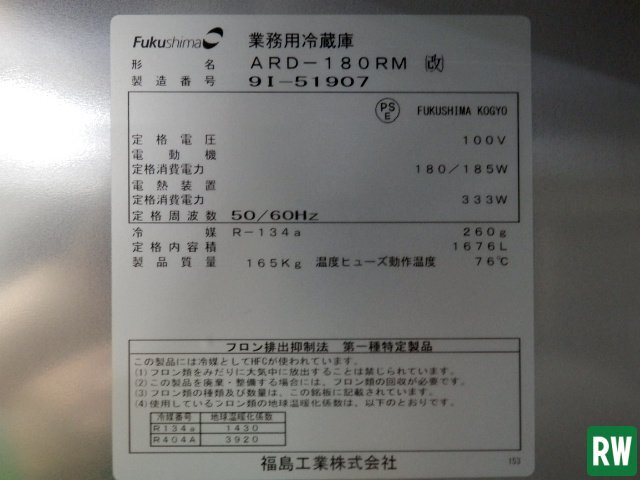 Fukushima 業務用冷蔵庫
形名 ARD-180RM 改
製造番号 9I-51907
PS E FUKUSHIMA KOGYO
定格電圧 100V
電動機
定格消費電力 180/185W
電熱装置
定格消費電力 333W
定格周波数 50/60Hz
冷媒 R-134a 260g
定格内容積 1676L
製品質量 165Kg 温度ヒューズ動作温度 76℃
フロン排出抑制法 第一種特定製品
この製品には冷媒としてHFCが使われています。
(1)フロン類をみだりに大気中に放出することは禁じられています。
(2)この製品を廃棄・整備する場合には、フロン類の回収が必要です。
(3)フロン類の種類及び数量は、この銘板に記載されています。
(4)使用しているフロン類の地球温暖化係数は、以下のとおりです。
冷媒番号 地球温暖化係数
R134a 1430
R404A 3920
福島工業株式会社
153
RW